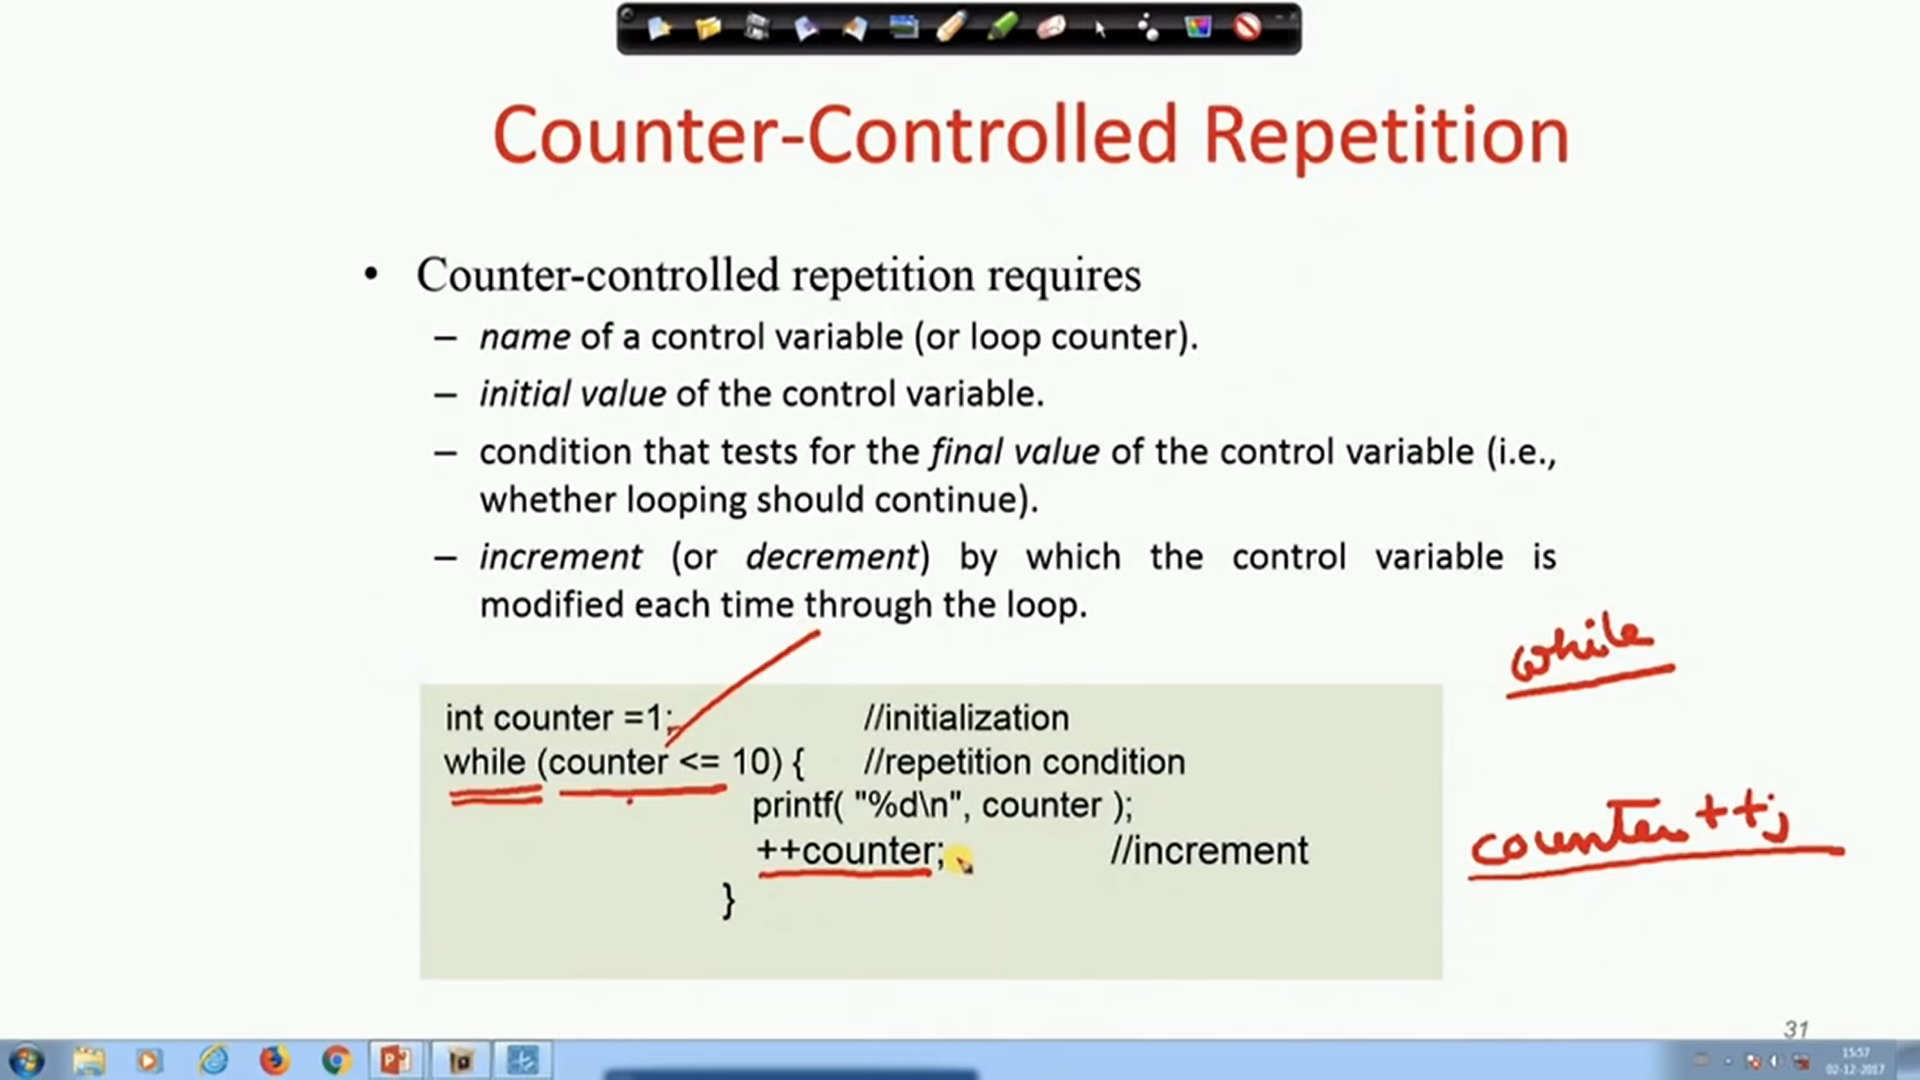 Counter-Controlled Repetition
• Counter-controlled repetition requires
– name of a control variable (or loop counter).
– initial value of the control variable.
– condition that tests for the final value of the control variable (i.e.,
whether looping should continue).
– increment (or decrement) by which the control variable is
modified each time through the loop.
while
int counter =1; //initialization
while (counter <= 10) { //repetition condition
printf( "%d\n", counter );
++counter; //increment
counter++;
}
31
15:57
02-12-2017